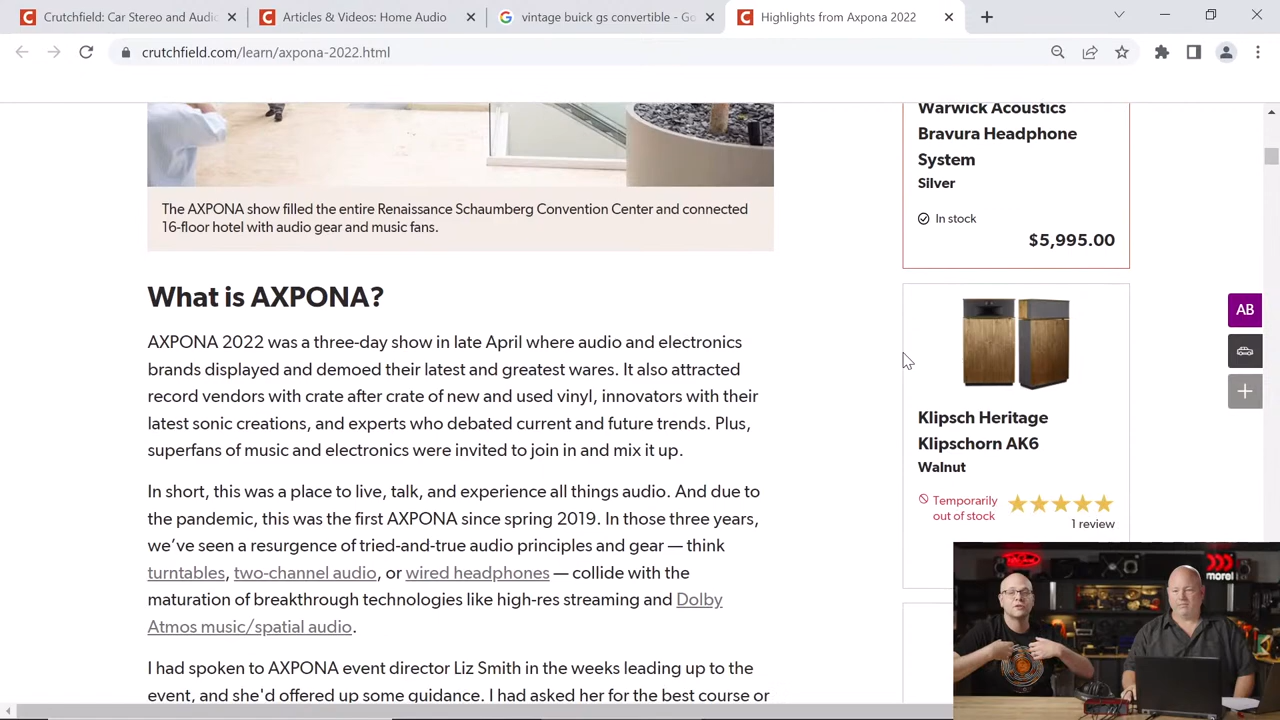 Crutchfield: Car Stereo and Audio
Articles & Videos: Home Audio
vintage buick gs convertible - Go
Highlights from Axpona 2022
crutchfield.com/learn/axpona-2022.html
The AXPONA show filled the entire Renaissance Schaumberg Convention Center and connected
16-floor hotel with audio gear and music fans.
What is AXPONA?
AXPONA 2022 was a three-day show in late April where audio and electronics
brands displayed and demoed their latest and greatest wares. It also attracted
record vendors with crate after crate of new and used vinyl, innovators with their
latest sonic creations, and experts who debated current and future trends. Plus,
superfans of music and electronics were invited to join in and mix it up.
In short, this was a place to live, talk, and experience all things audio. And due to
the pandemic, this was the first AXPONA since spring 2019. In those three years,
we've seen a resurgence of tried-and-true audio principles and gear — think
turntables, two-channel audio, or wired headphones — collide with the
maturation of breakthrough technologies like high-res streaming and Dolby
Atmos music/spatial audio.
I had spoken to AXPONA event director Liz Smith in the weeks leading up to the
event, and she'd offered up some guidance. I had asked her for the best course or
Warwick Acoustics
Bravura Headphone
System
Silver
In stock
$5,995.00
Klipsch Heritage
Klipschorn AK6
Walnut
Temporarily
out of stock
1 review
AB
morel